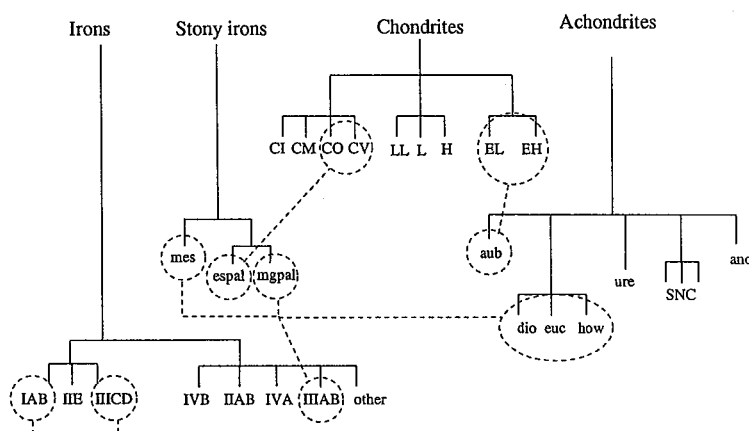 Irons Stony irons Chondrites Achondrites
CI CM CO CV LL L H EL EH
mes espal mgpal aub anc
ure
SNC
dio euc how
IAB IIE IIICD IVB IIAB IVA IIIAB other